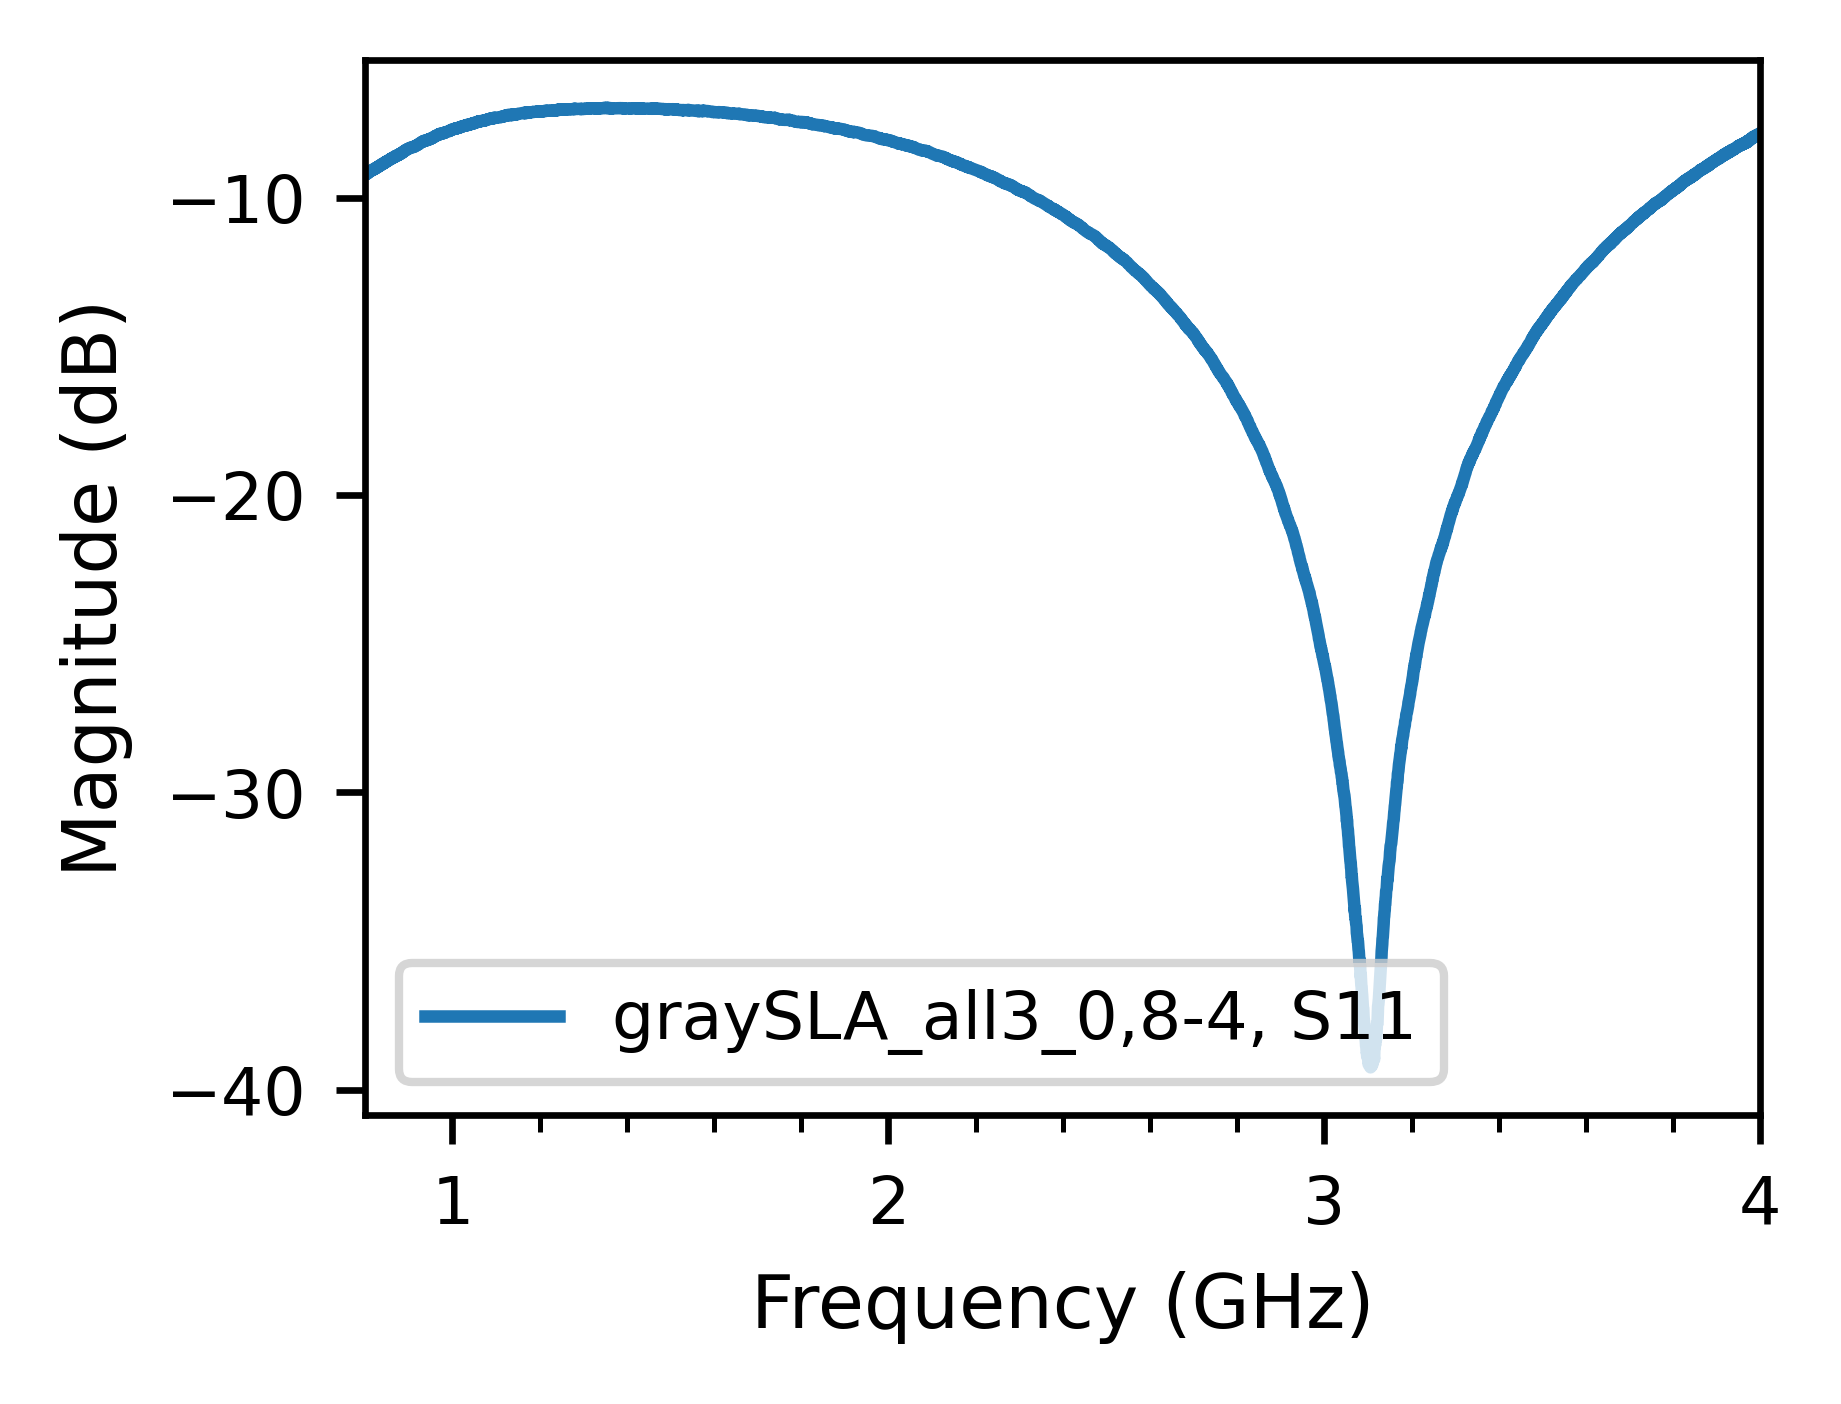 Magnitude (dB)
−10
−20
−30
−40
graySLA_all3_0,8-4, S11
1 2 3 4
Frequency (GHz)